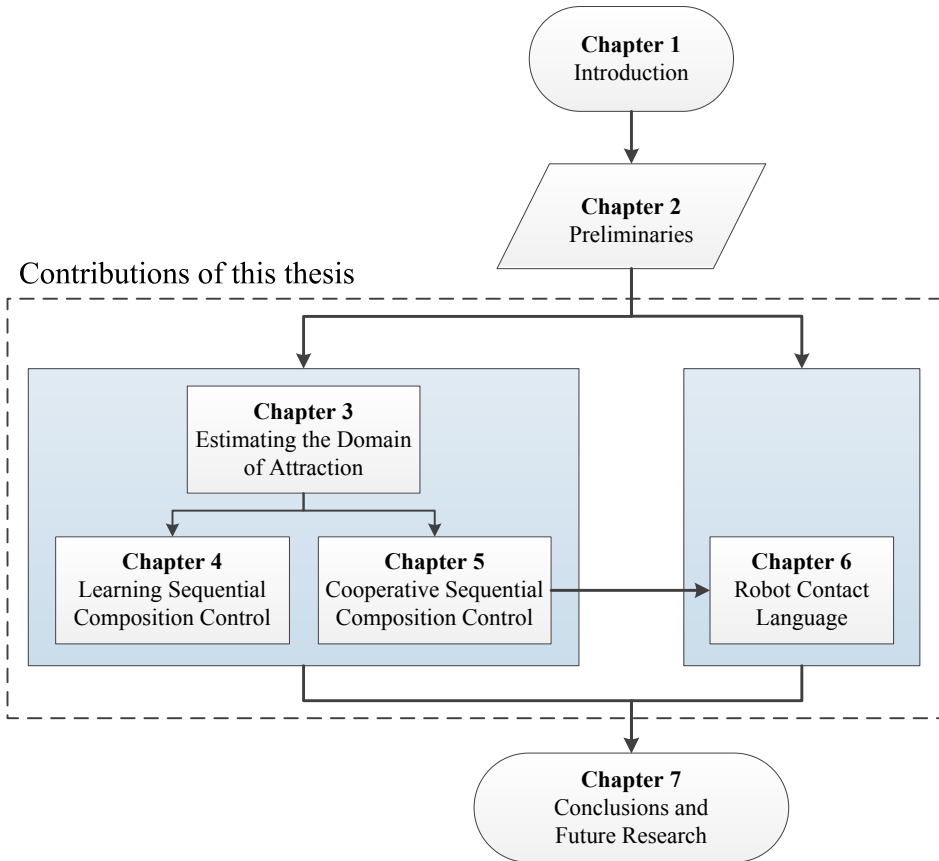 Chapter 1
Introduction
Chapter 2
Preliminaries
Contributions of this thesis
Chapter 3
Estimating the Domain
of Attraction
Chapter 4
Learning Sequential
Composition Control
Chapter 5
Cooperative Sequential
Composition Control
Chapter 6
Robot Contact
Language
Chapter 7
Conclusions and
Future Research